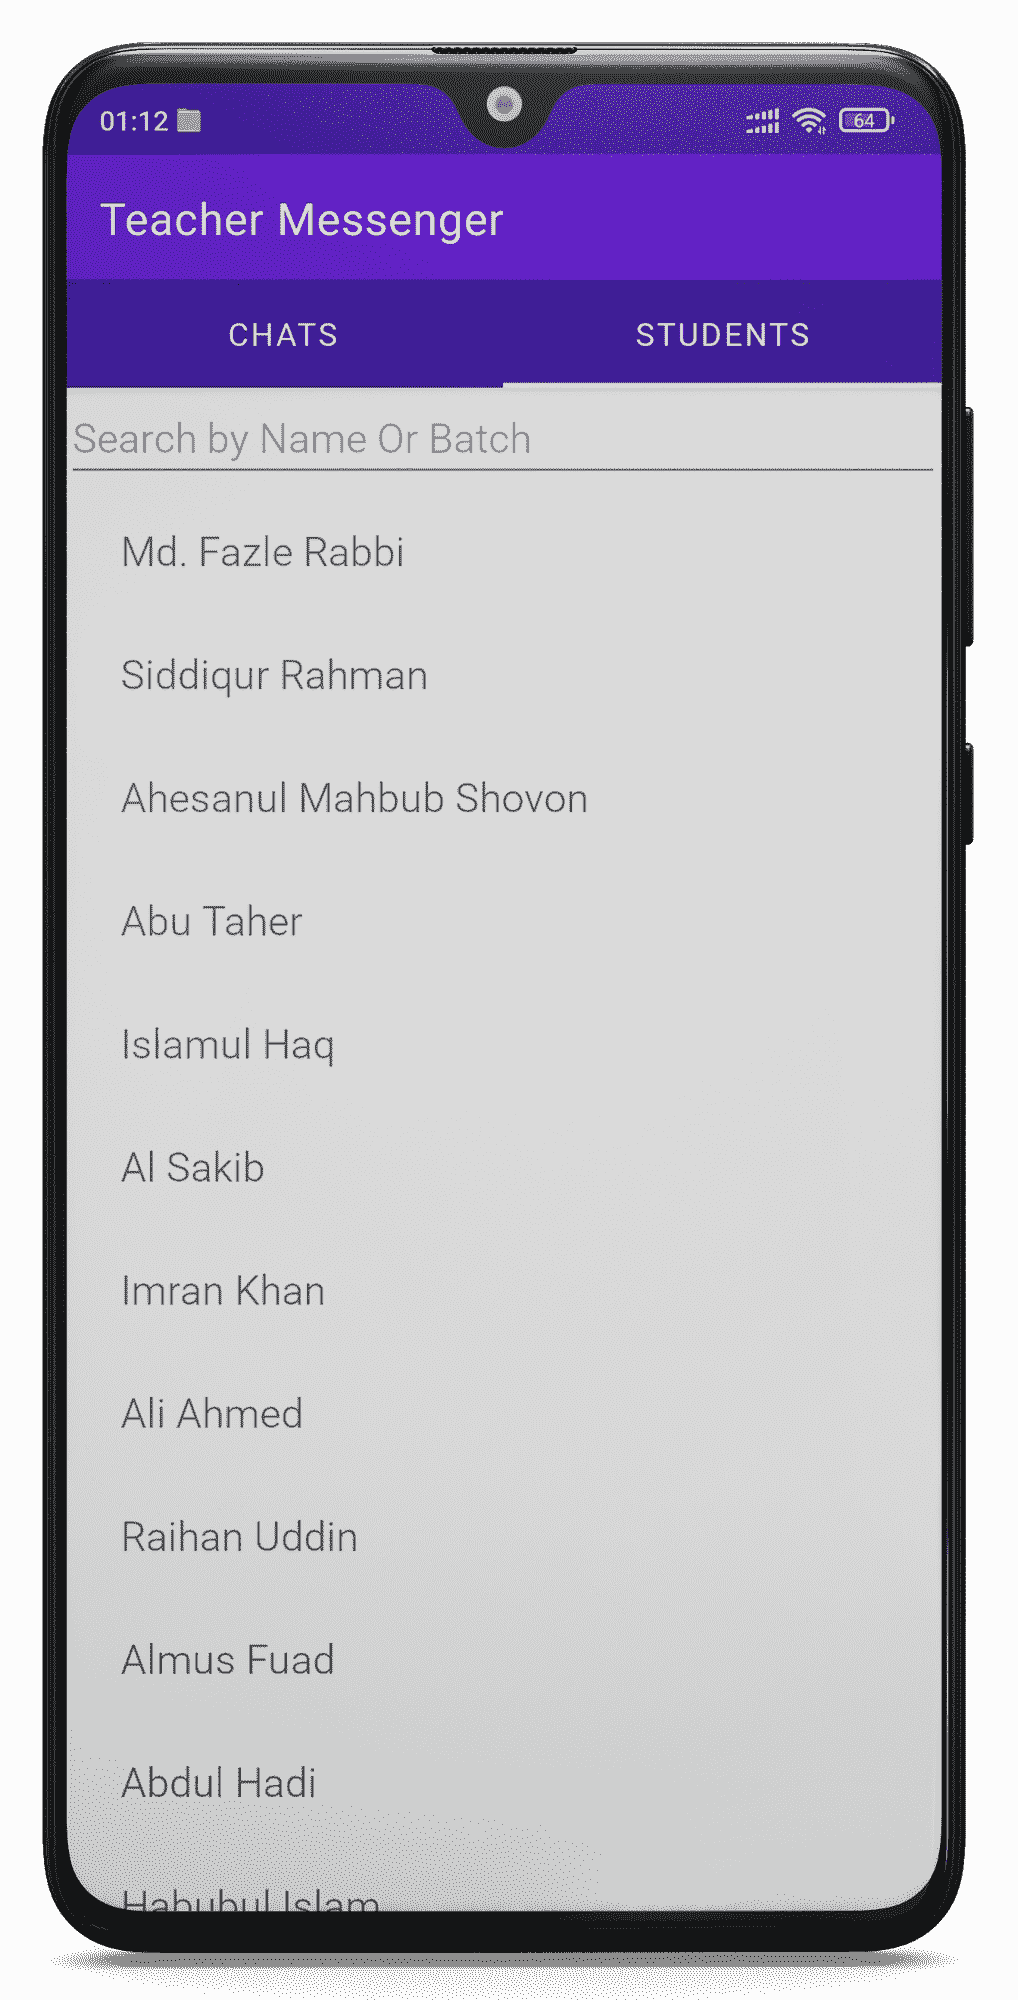 01:12
64
Teacher Messenger
CHATS STUDENTS
Search by Name Or Batch
Md. Fazle Rabbi
Siddiqur Rahman
Ahesanul Mahbub Shovon
Abu Taher
Islamul Haq
Al Sakib
Imran Khan
Ali Ahmed
Raihan Uddin
Almus Fuad
Abdul Hadi
Islam